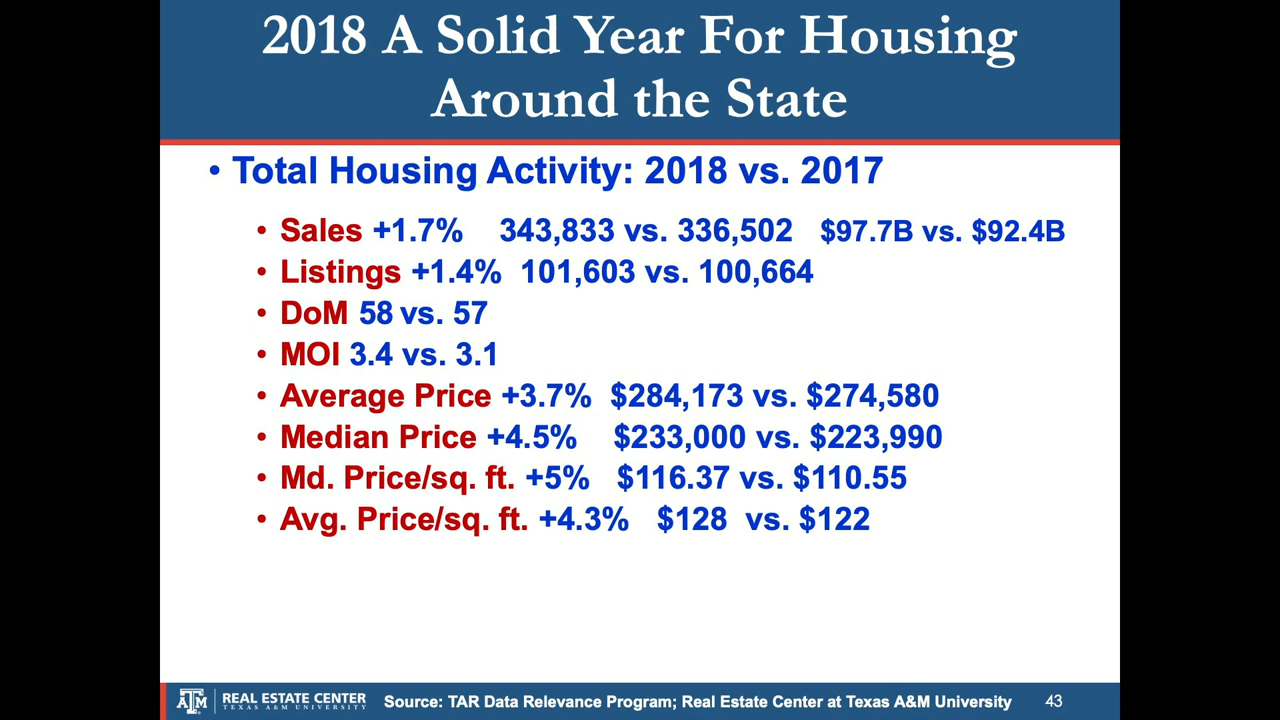 2018 A Solid Year For Housing
Around the State
• Total Housing Activity: 2018 vs. 2017
• Sales +1.7% 343,833 vs. 336,502 $97.7B vs. $92.4B
• Listings +1.4% 101,603 vs. 100,664
• DoM 58 vs. 57
• MOI 3.4 vs. 3.1
• Average Price +3.7% $284,173 vs. $274,580
• Median Price +4.5% $233,000 vs. $223,990
• Md. Price/sq. ft. +5% $116.37 vs. $110.55
• Avg. Price/sq. ft. +4.3% $128 vs. $122
ATM REAL ESTATE CENTER
TEXAS A&M UNIVERSITY
Source: TAR Data Relevance Program; Real Estate Center at Texas A&M University 43